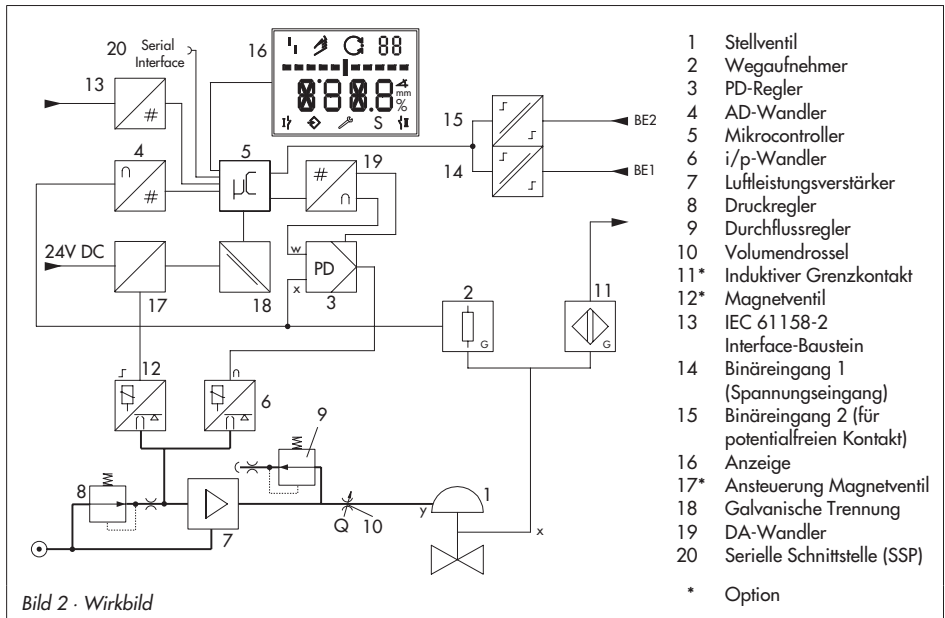 20 Serial Interface
16
88
13
#
mm
%
S
15
BE2
14
BE1
4
#
5
µC
19
#
24V DC
17
18
w
PD
x
3
2
G
11
G
12
6
9
8
7
Q
10
y
1
x
1 Stellventil
2 Wegaufnehmer
3 PD-Regler
4 AD-Wandler
5 Mikrocontroller
6 i/p-Wandler
7 Luftleistungsverstärker
8 Druckregler
9 Durchflussregler
10 Volumendrossel
11* Induktiver Grenzkontakt
12* Magnetventil
13 IEC 61158-2
Interface-Baustein
14 Binäreingang 1
(Spannungseingang)
15 Binäreingang 2 (für
potentialfreien Kontakt)
16 Anzeige
17* Ansteuerung Magnetventil
18 Galvanische Trennung
19 DA-Wandler
20 Serielle Schnittstelle (SSP)
* Option
Bild 2 · Wirkbild